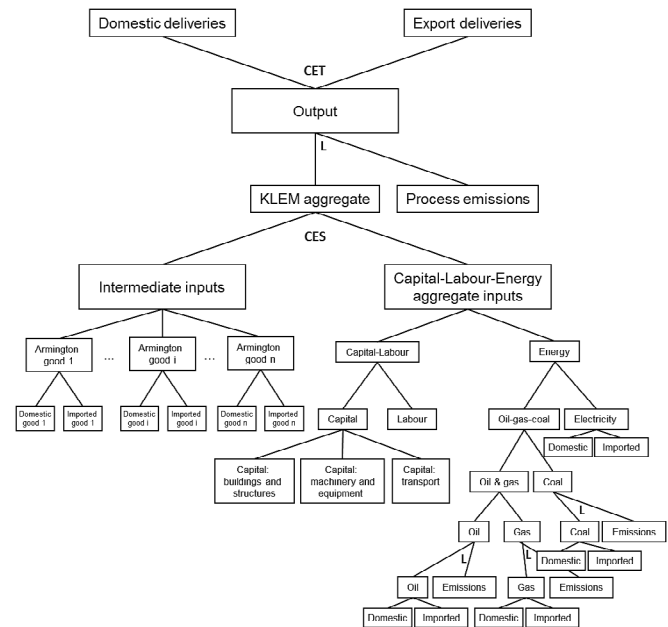 Domestic deliveries
Export deliveries
CET
Output
L
KLEM aggregate
Process emissions
CES
Intermediate inputs
Capital-Labour-Energy
aggregate inputs
Armington
good 1
...
Armington
good i
...
Armington
good n
Capital-Labour
Energy
Domestic
good 1
Imported
good 1
Domestic
good i
Imported
good i
Domestic
good n
Imported
good n
Capital
Labour
Oil-gas-coal
Electricity
Domestic
Imported
Capital:
buildings and
structures
Capital:
machinery and
equipment
Capital:
transport
Oil & gas
Coal
L
Oil
Gas
Coal
Emissions
L
L
Domestic
Imported
Oil
Emissions
Gas
Emissions
Domestic
Imported
Domestic
Imported